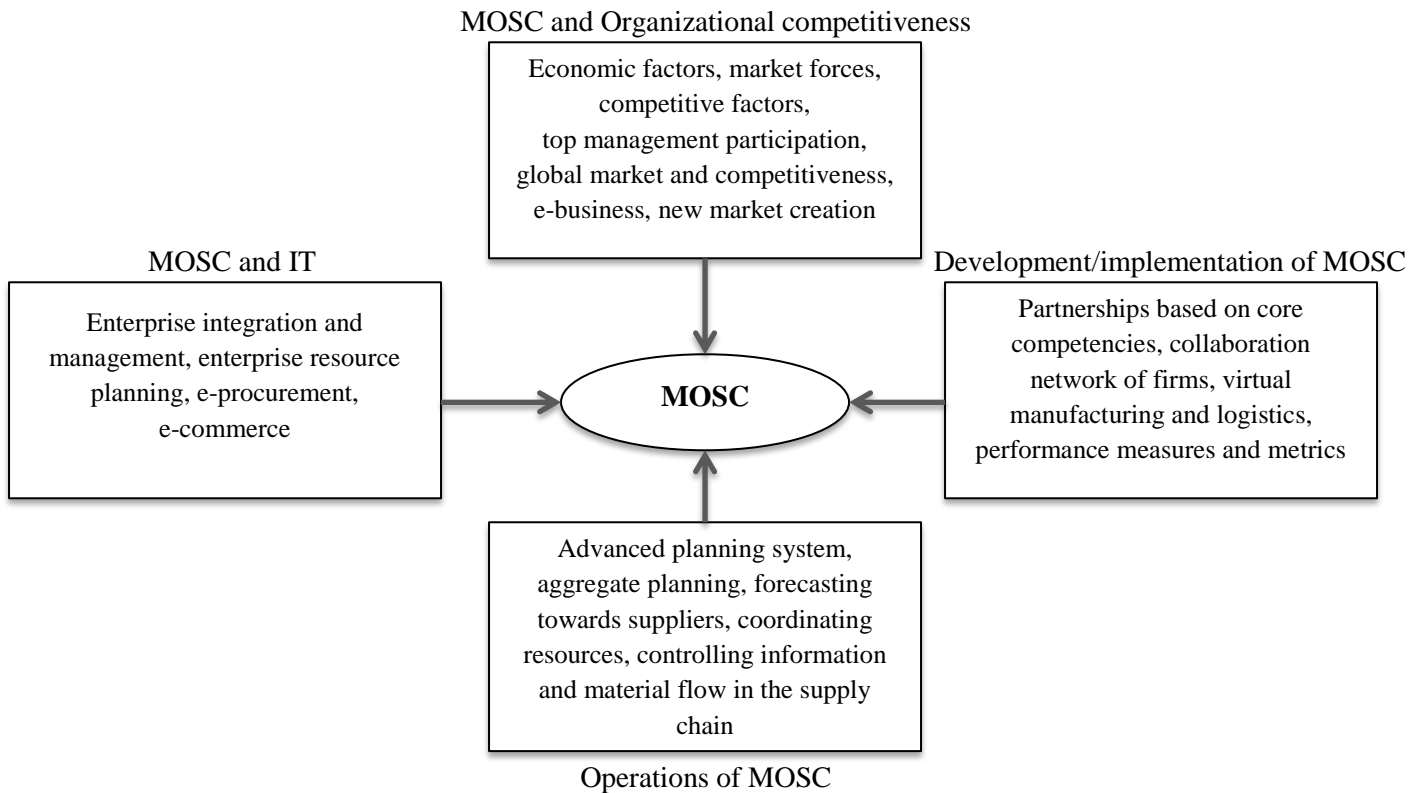 MOSC and Organizational competitiveness
Economic factors, market forces,
competitive factors,
top management participation,
global market and competitiveness,
e-business, new market creation
MOSC and IT
Enterprise integration and
management, enterprise resource
planning, e-procurement,
e-commerce
MOSC
Development/implementation of MOSC
Partnerships based on core
competencies, collaboration
network of firms, virtual
manufacturing and logistics,
performance measures and metrics
Advanced planning system,
aggregate planning, forecasting
towards suppliers, coordinating
resources, controlling information
and material flow in the supply
chain
Operations of MOSC